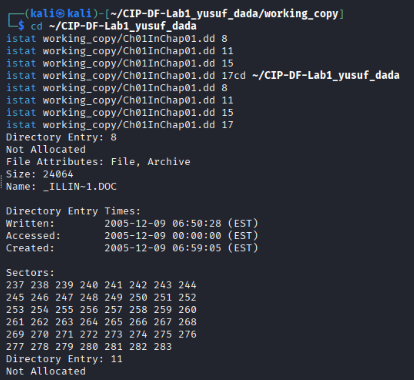 ┌──(kali㉿kali)-[~/CIP-DF-Lab1_yusuf_dada/working_copy]
└─$ cd ~/CIP-DF-Lab1_yusuf_dada
istat working_copy/Ch01InChap01.dd 8
istat working_copy/Ch01InChap01.dd 11
istat working_copy/Ch01InChap01.dd 15
istat working_copy/Ch01InChap01.dd 17cd ~/CIP-DF-Lab1_yusuf_dada
istat working_copy/Ch01InChap01.dd 8
istat working_copy/Ch01InChap01.dd 11
istat working_copy/Ch01InChap01.dd 15
istat working_copy/Ch01InChap01.dd 17
Directory Entry: 8
Not Allocated
File Attributes: File, Archive
Size: 24064
Name: _ILLIN~1.DOC

Directory Entry Times:
Written:        2005-12-09 06:50:28 (EST)
Accessed:       2005-12-09 00:00:00 (EST)
Created:        2005-12-09 06:59:05 (EST)

Sectors:
237 238 239 240 241 242 243 244
245 246 247 248 249 250 251 252
253 254 255 256 257 258 259 260
261 262 263 264 265 266 267 268
269 270 271 272 273 274 275 276
277 278 279 280 281 282 283
Directory Entry: 11
Not Allocated